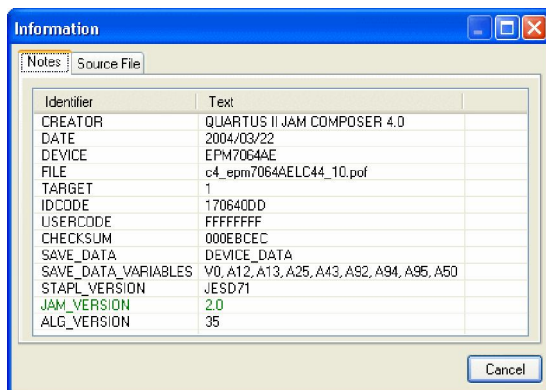 Information
Notes Source File
Identifier Text
CREATOR QUARTUS II JAM COMPOSER 4.0
DATE 2004/03/22
DEVICE EPM7064AE
FILE c4_epm7064AELC44_10.pof
TARGET 1
IDCODE 170640DD
USERCODE FFFFFFFF
CHECKSUM 000EBCEC
SAVE_DATA DEVICE_DATA
SAVE_DATA_VARIABLES V0, A12, A13, A25, A43, A92, A94, A95, A50
STAPL_VERSION JESD71
JAM_VERSION 2.0
ALG_VERSION 35
Cancel